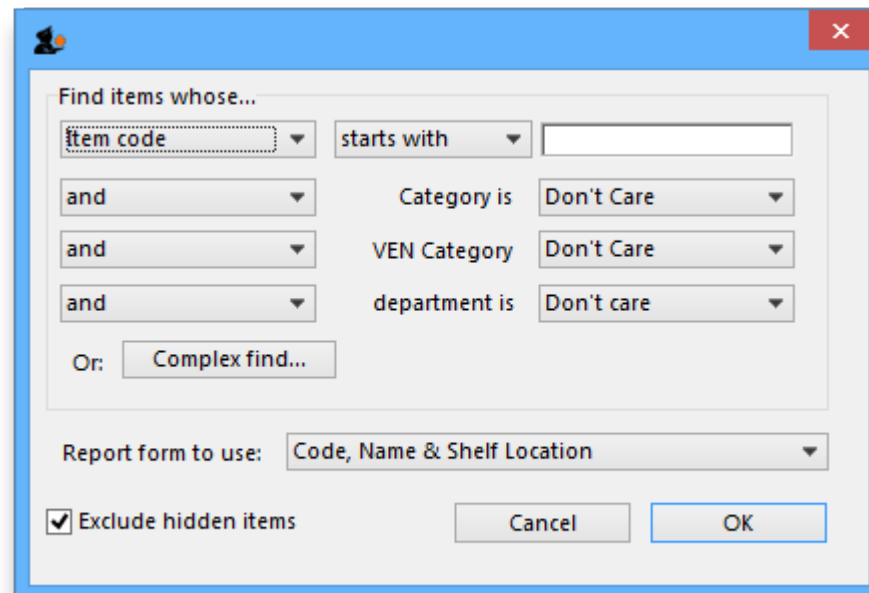 Find items whose...
Item code starts with
and Category is Don't Care
and VEN Category Don't Care
and department is Don't care
Or: Complex find...
Report form to use: Code, Name & Shelf Location
Exclude hidden items Cancel OK